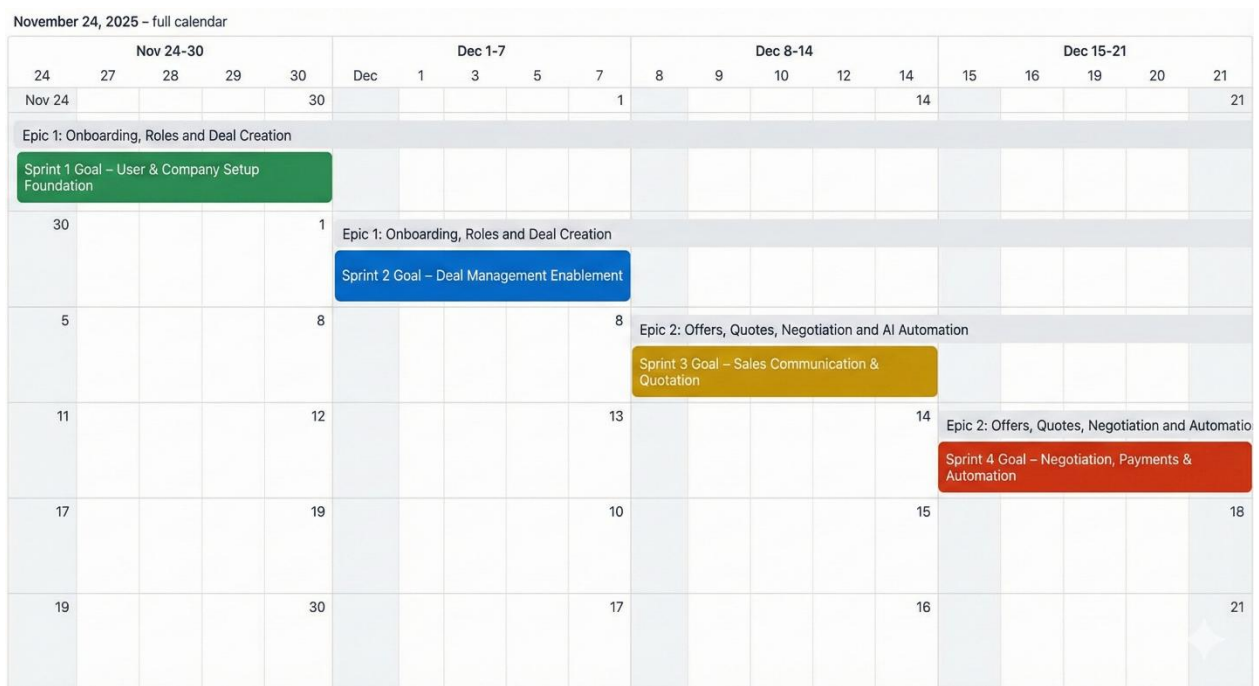 November 24, 2025 – full calendar
Nov 24-30 Dec 1-7 Dec 8-14 Dec 15-21
24 27 28 29 30 Dec 1 3 5 7 8 9 10 12 14 15 16 19 20 21
Nov 24 30 1 14 21
Epic 1: Onboarding, Roles and Deal Creation
Sprint 1 Goal – User & Company Setup
Foundation
30 1
Epic 1: Onboarding, Roles and Deal Creation
Sprint 2 Goal – Deal Management Enablement
5 8 8
Epic 2: Offers, Quotes, Negotiation and AI Automation
Sprint 3 Goal – Sales Communication &
Quotation
11 12 13 14
Epic 2: Offers, Quotes, Negotiation and Automatio
Sprint 4 Goal – Negotiation, Payments &
Automation
17 19 10 15 18
19 30 17 16 21